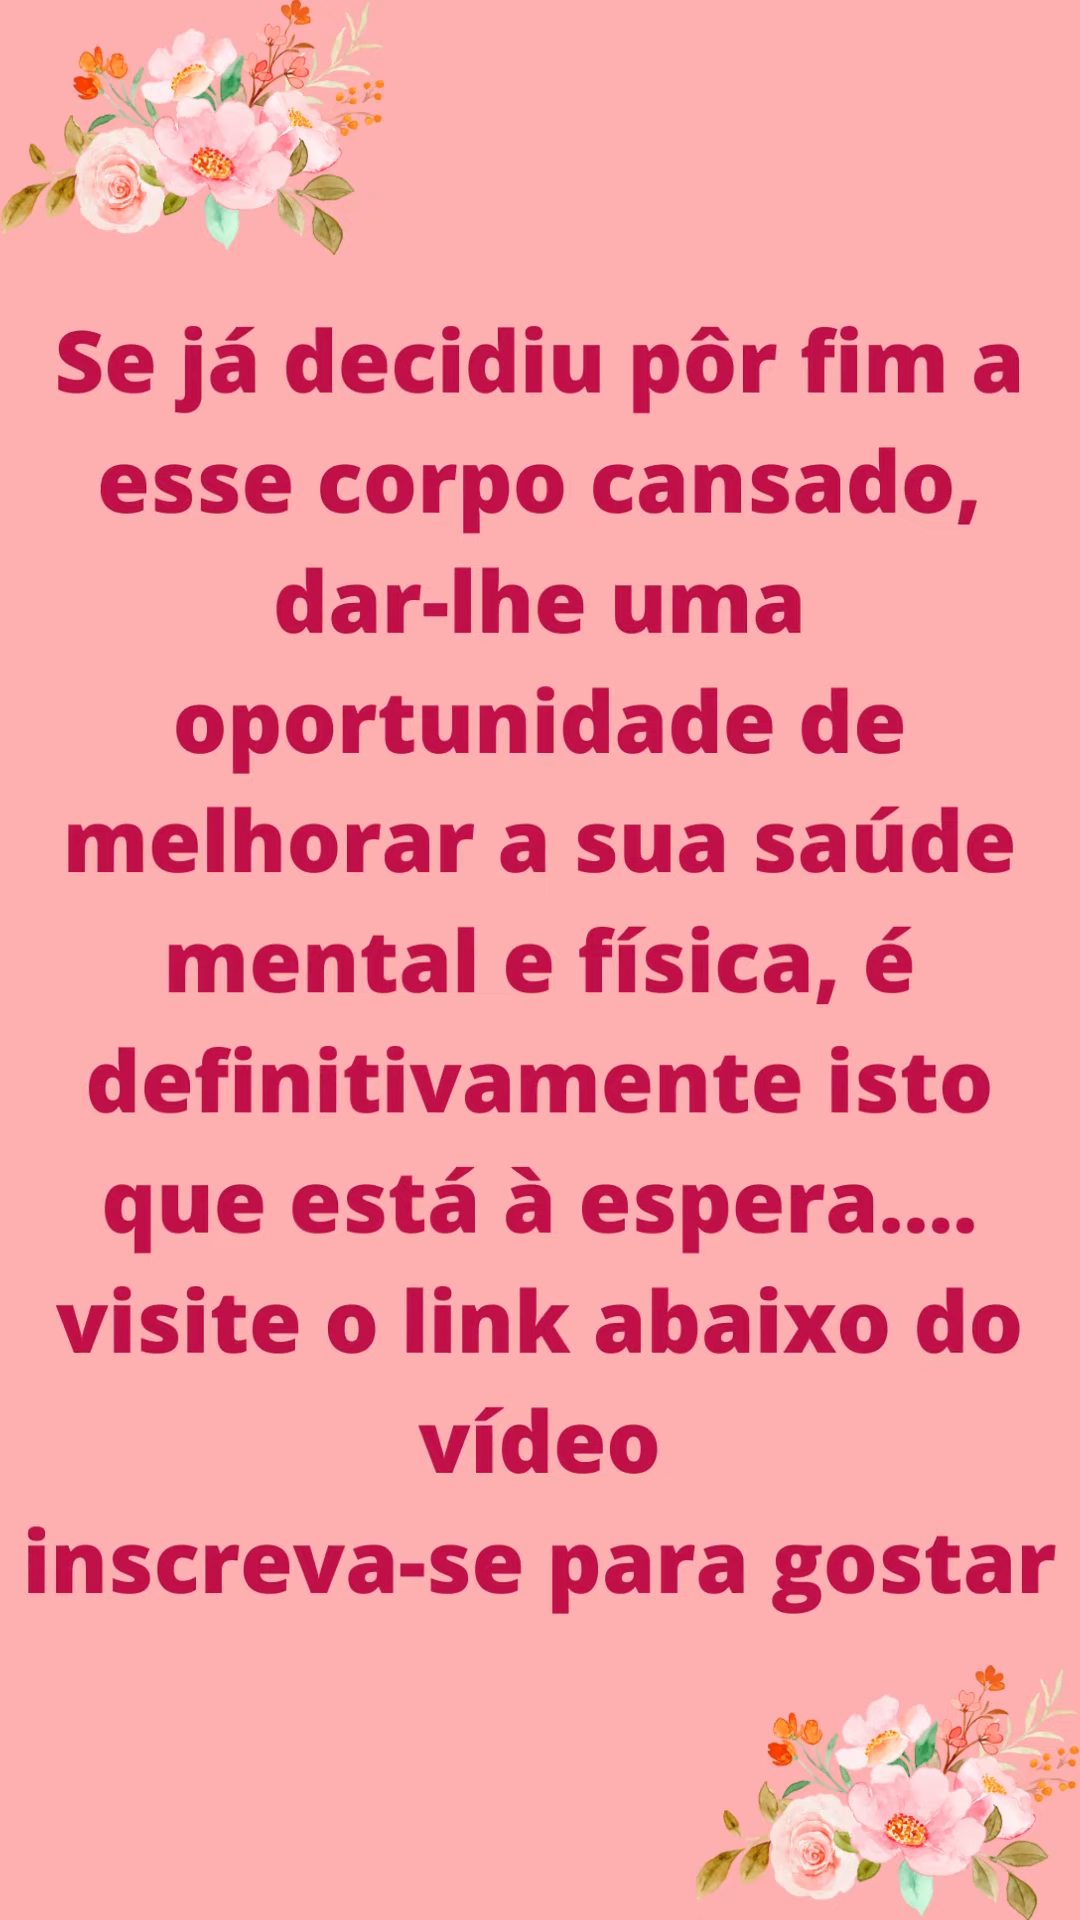 Se já decidiu pôr fim a
esse corpo cansado,
dar-lhe uma
oportunidade de
melhorar a sua saúde
mental e física, é
definitivamente isto
que está à espera....
visite o link abaixo do
vídeo
inscreva-se para gostar